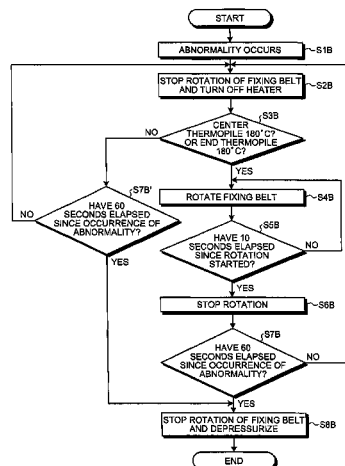 START
ABNORMALITY OCCURS
S1B
STOP ROTATION OF FIXING BELT
AND TURN OFF HEATER
S2B
S3B
CENTER
THERMOPILE 180°C?
OR END THERMOPILE
180°C?
NO
YES
S7B'
HAVE 60
SECONDS ELAPSED
SINCE OCCURRENCE OF
ABNORMALITY?
NO
YES
ROTATE FIXING BELT
S4B
S5B
HAVE 10
SECONDS ELAPSED
SINCE ROTATION
STARTED?
NO
YES
STOP ROTATION
S6B
S7B
HAVE 60
SECONDS ELAPSED
SINCE OCCURRENCE OF
ABNORMALITY?
NO
YES
STOP ROTATION OF FIXING BELT
AND DEPRESSURIZE
S8B
END